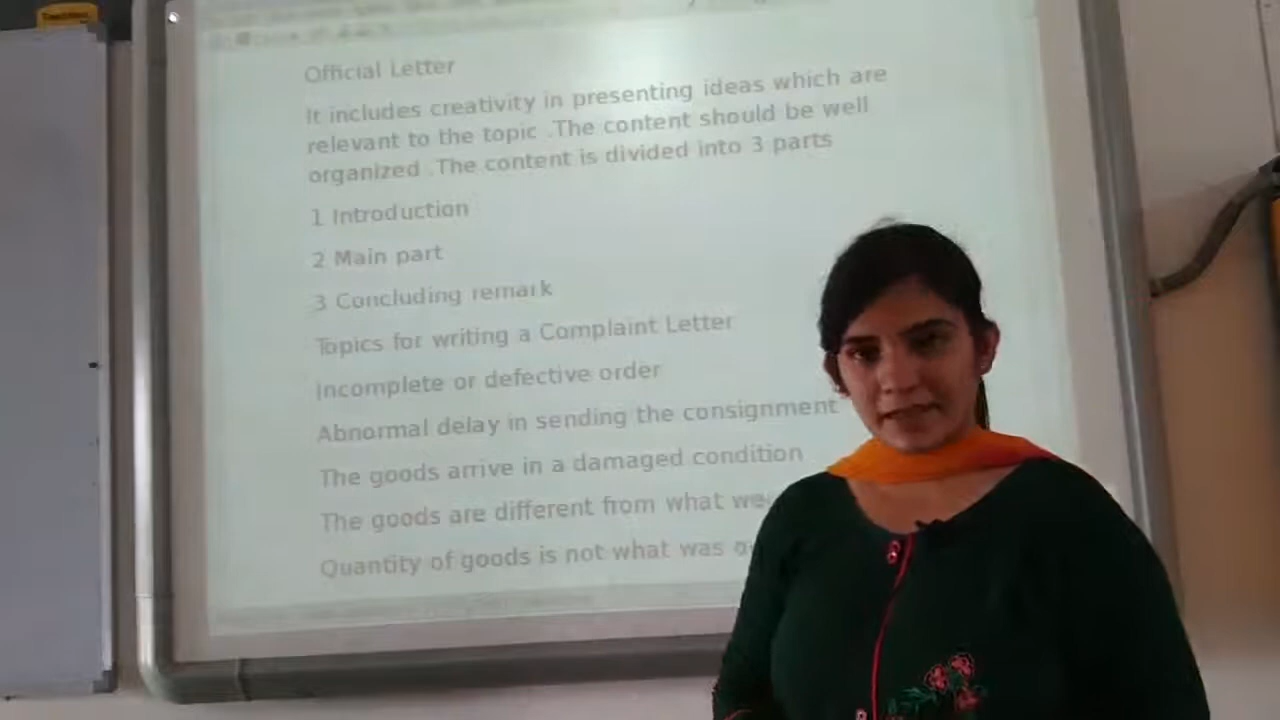 Official Letter
It includes creativity in presenting ideas which are
relevant to the topic .The content should be well
organized .The content is divided into 3 parts
1 Introduction
2 Main part
3 Concluding remark
Topics for writing a Complaint Letter
Incomplete or defective order
Abnormal delay in sending the consignment
The goods arrive in a damaged condition
The goods are different from what we
Quantity of goods is not what was